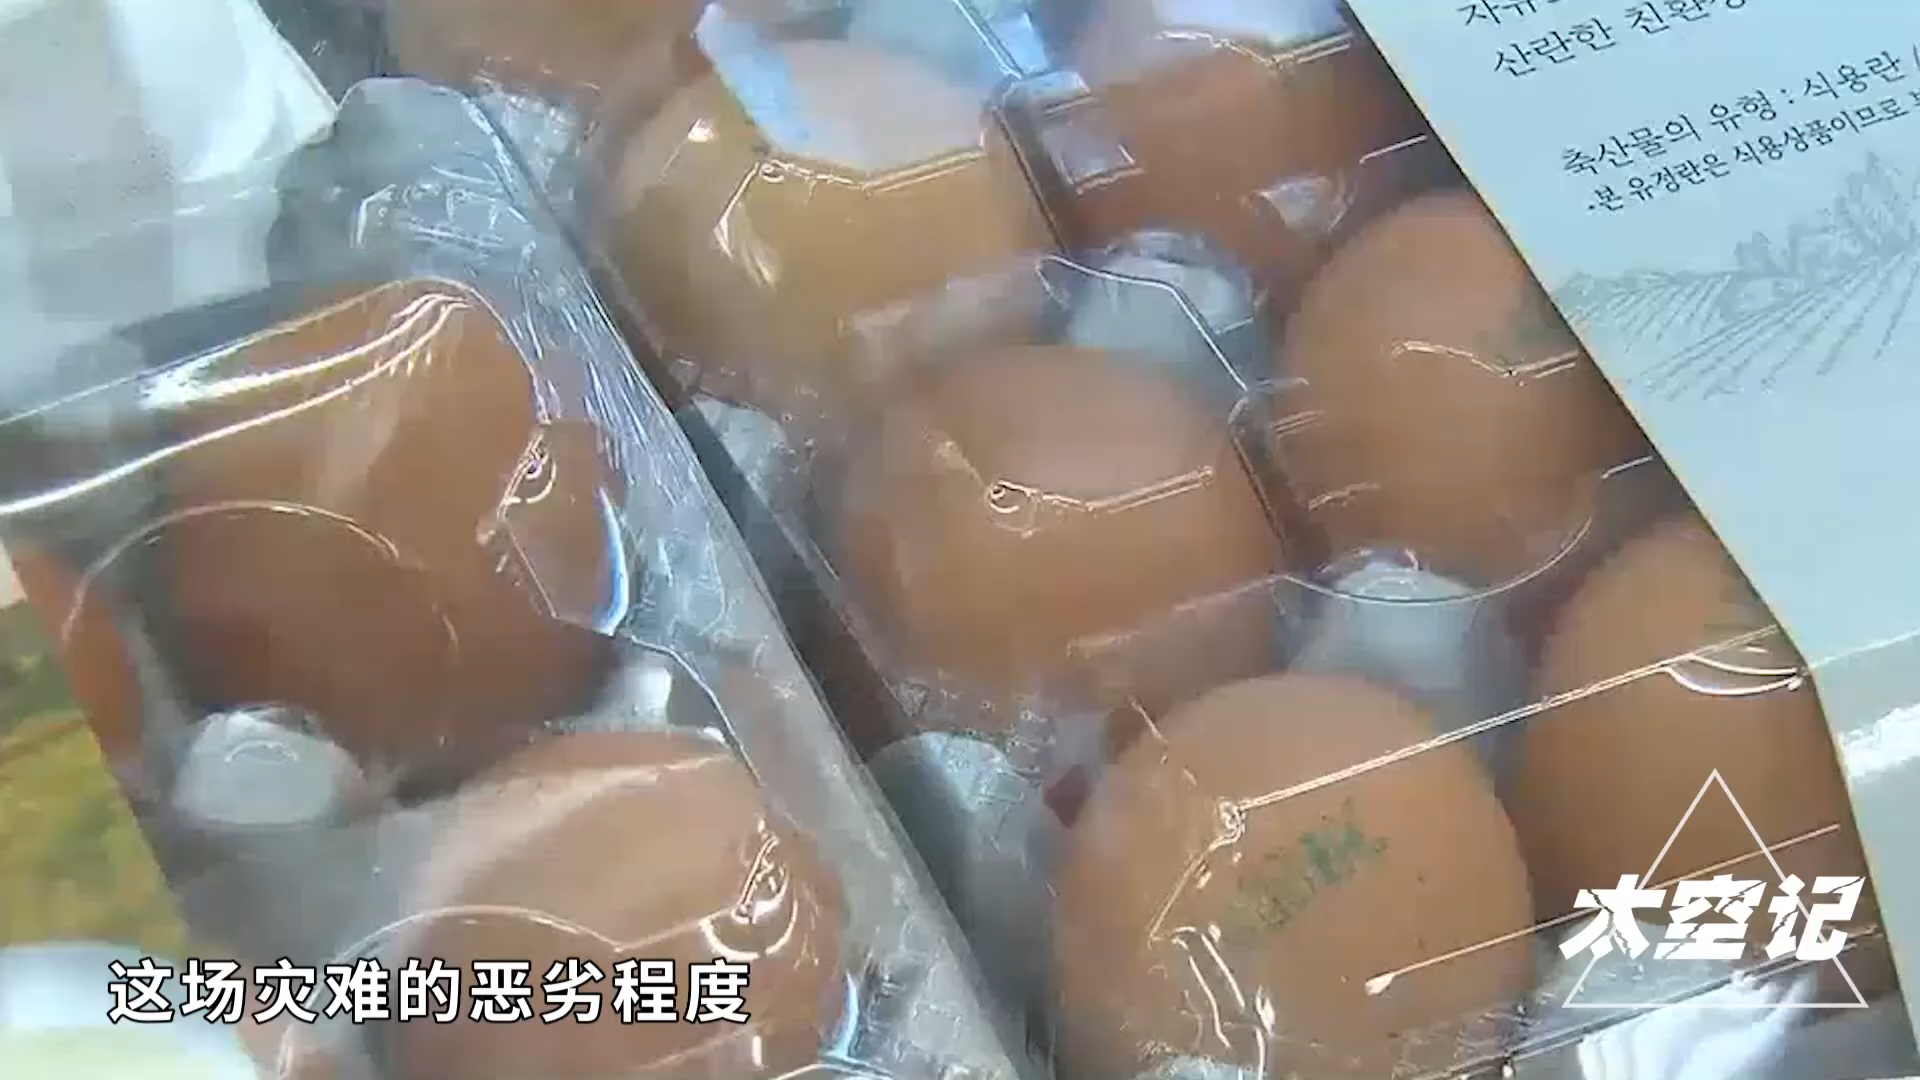 산란한 친환경
축산물의 유형 : 식용란 /
.본 유정란은 식용상품이므로
太空记
这场灾难的恶劣程度